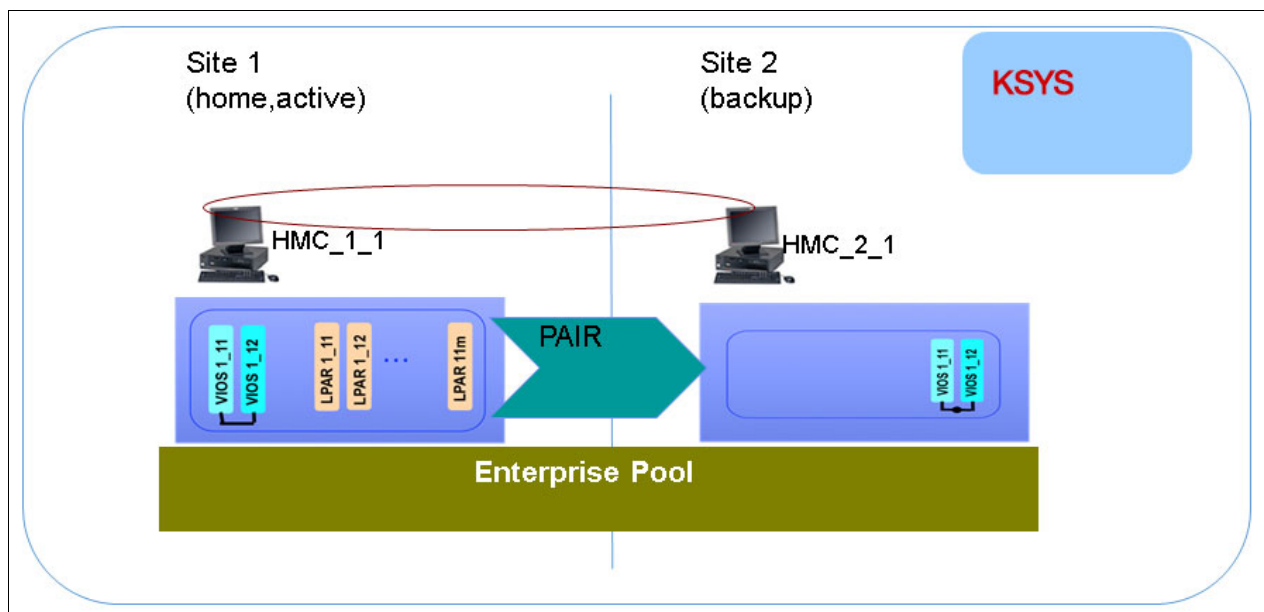 Site 1
(home,active)
Site 2
(backup)
KSYS
HMC_1_1
HMC_2_1
VIOS 1_11
VIOS 1_12
LPAR 1_11
LPAR 1_12
...
LPAR 11m
PAIR
VIOS 1_11
VIOS 1_12
Enterprise Pool